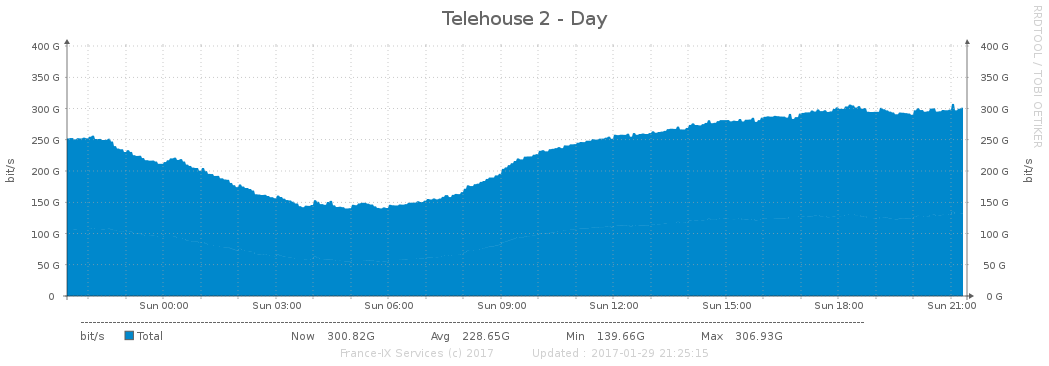 Telehouse 2 - Day
RRDTOOL / TOBI OETIKER
bit/s
400 G 400 G
350 G 350 G
300 G 300 G
250 G 250 G
200 G 200 G
150 G 150 G
100 G 100 G
50 G 50 G
0 0 G
bit/s
Sun 00:00 Sun 03:00 Sun 06:00 Sun 09:00 Sun 12:00 Sun 15:00 Sun 18:00 Sun 21:00
bit/s Total Now 300.82G Avg 228.65G Min 139.66G Max 306.93G
France-IX Services (c) 2017 Updated : 2017-01-29 21:25:15